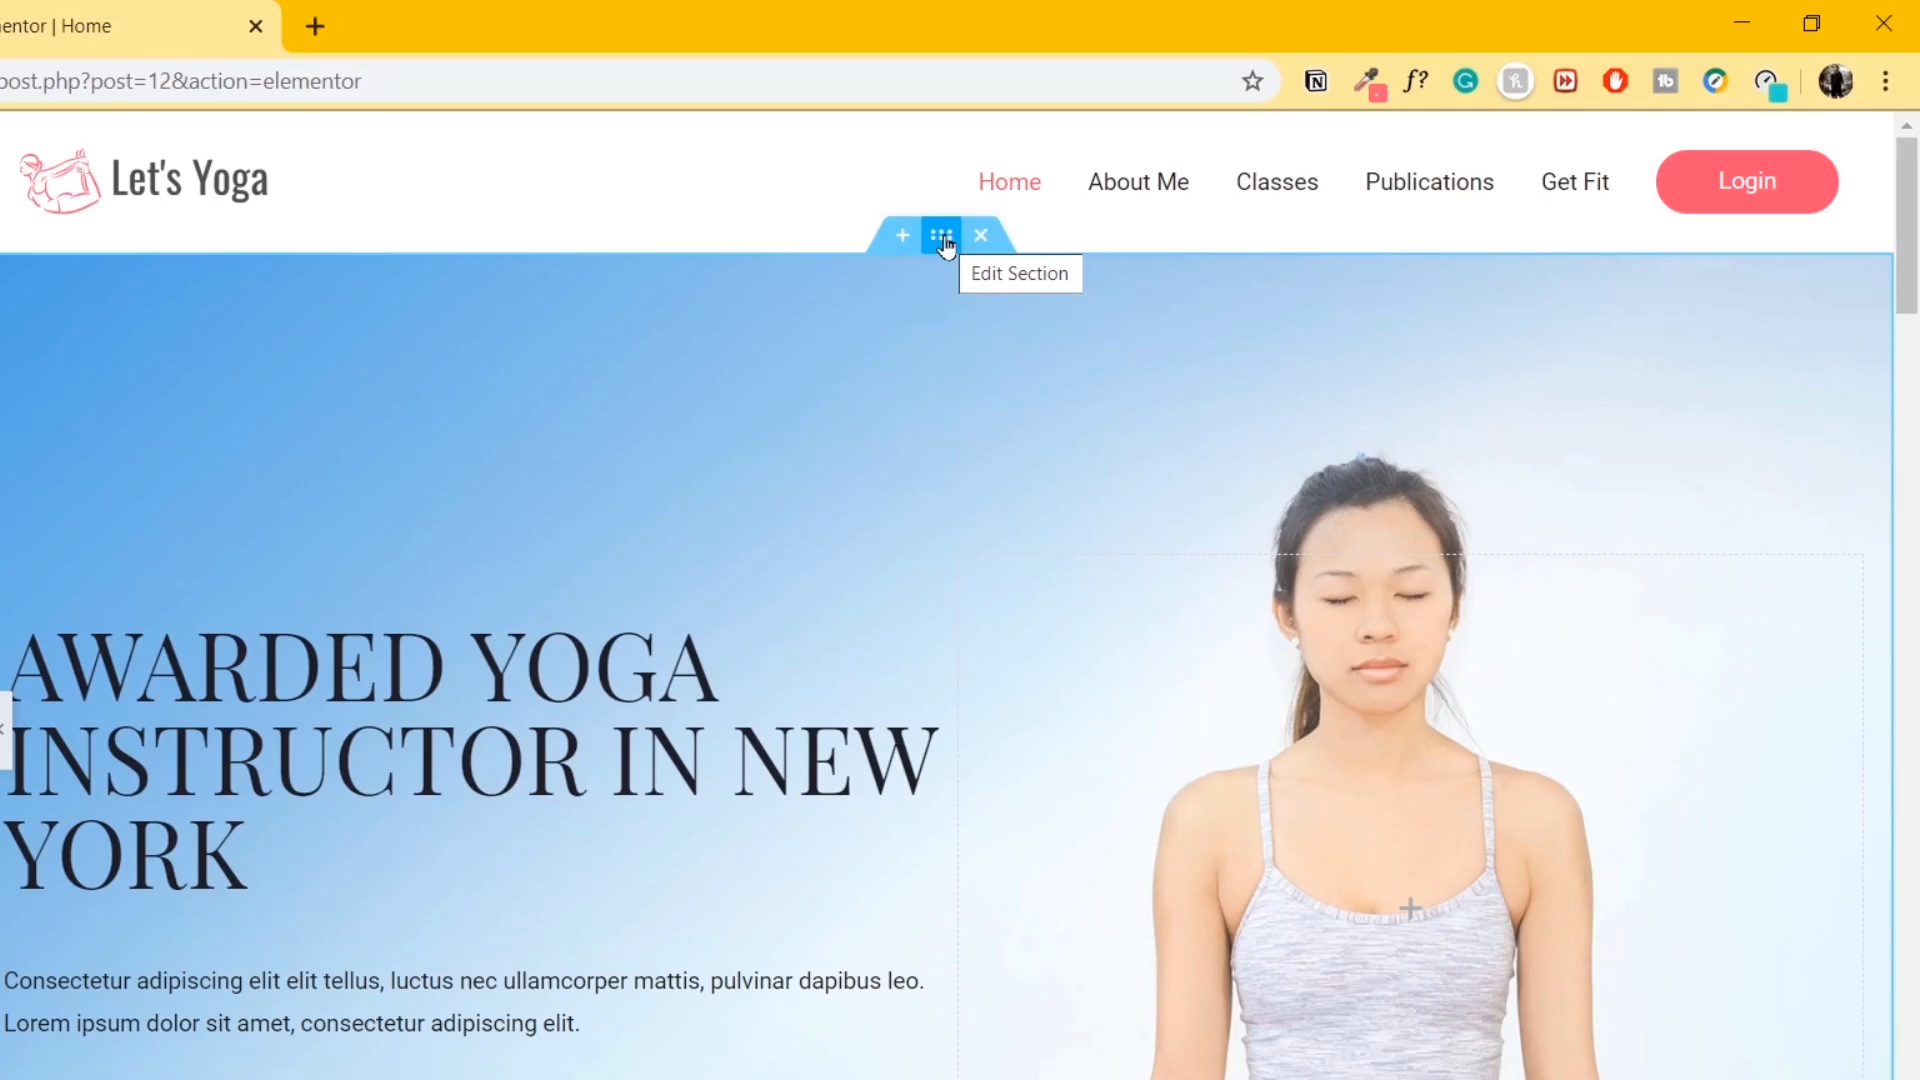 entor | Home
post.php?post=12&action=elementor
f?
Let's Yoga
Home
About Me
Classes
Publications
Get Fit
Login
Edit Section
AWARDED YOGA
INSTRUCTOR IN NEW
YORK
Consectetur adipiscing elit elit tellus, luctus nec ullamcorper mattis, pulvinar dapibus leo.
Lorem ipsum dolor sit amet, consectetur adipiscing elit.